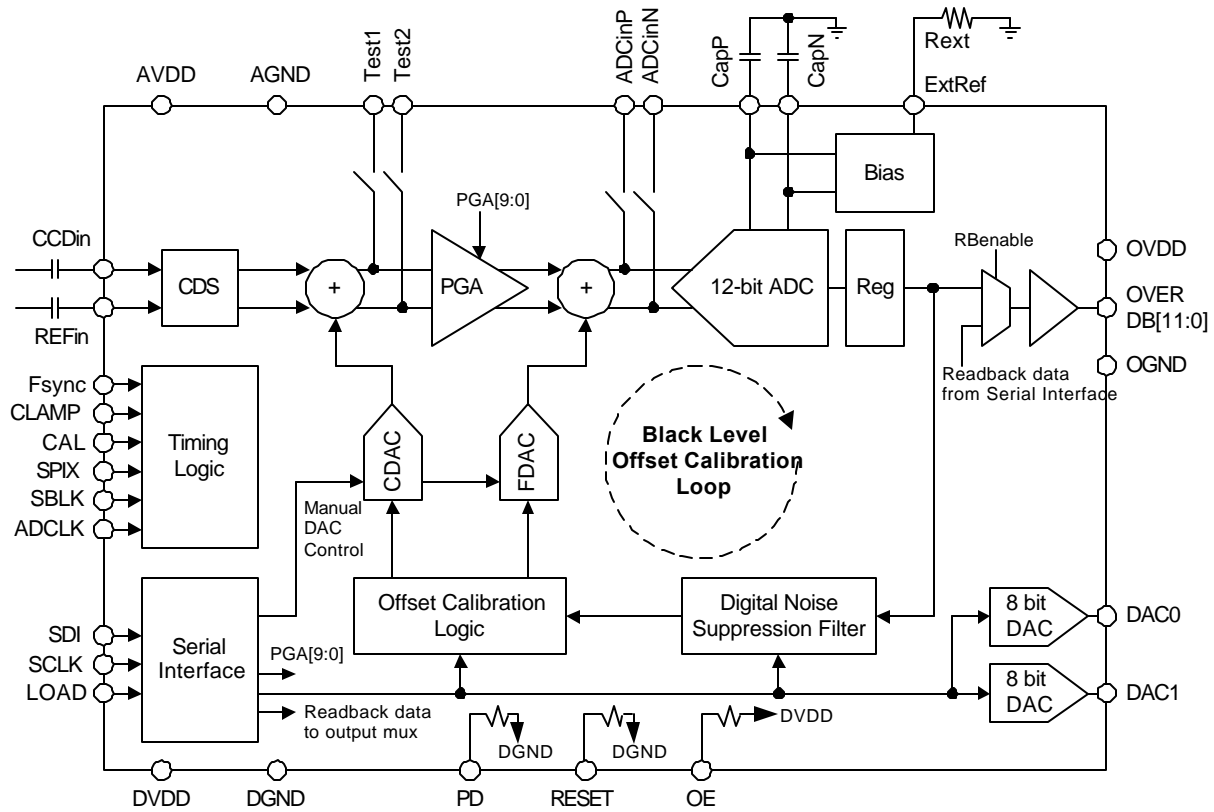 Rext
Test1
Test2
ADCinP
ADCinN
CapP
CapN
ExtRef
AVDD
AGND
Bias
PGA[9:0]
CCDin
RBenable
OVDD
CDS
+
PGA
+
12-bit ADC
Reg
OVER
DB[11:0]
REFin
OGND
Readback data
from Serial Interface
Fsync
CLAMP
CAL
SPIX
SBLK
ADCLK
Timing
Logic
CDAC
FDAC
Black Level
Offset Calibration
Loop
Manual
DAC
Control
Offset Calibration
Logic
Digital Noise
Suppression Filter
8 bit
DAC
DAC0
SDI
SCLK
LOAD
Serial
Interface
PGA[9:0]
8 bit
DAC
DAC1
Readback data
to output mux
DGND
DGND
DVDD
DVDD
DGND
PD
RESET
OE